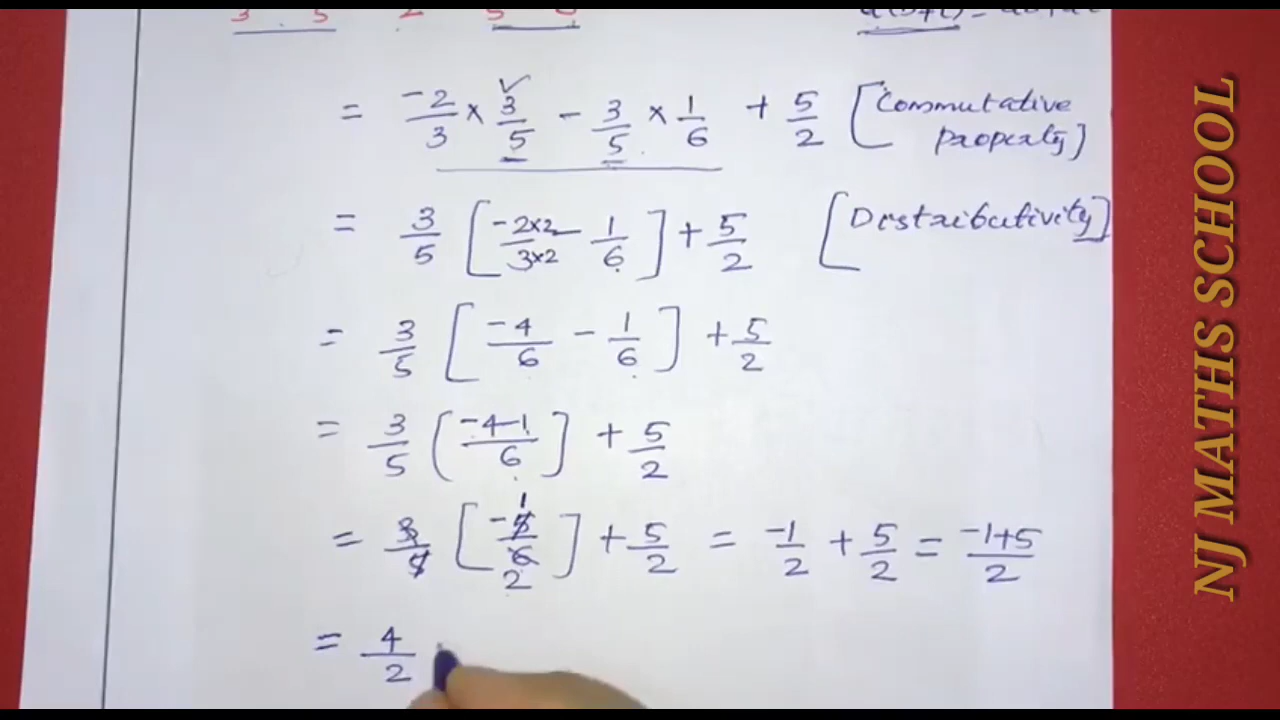 = -2/3 × 3/5 - 3/5 × 1/6 + 5/2 [Commutative
property]
= 3/5 [-2×2/3×2 - 1/6] + 5/2 [Distributivity]
= 3/5 [-4/6 - 1/6] + 5/2
= 3/5 (-4-1/6] + 5/2
= 3/5 [-5/6] + 5/2 = -1/2 + 5/2 = -1+5/2
1
2
= 4/2
NJ MATHS SCHOOL